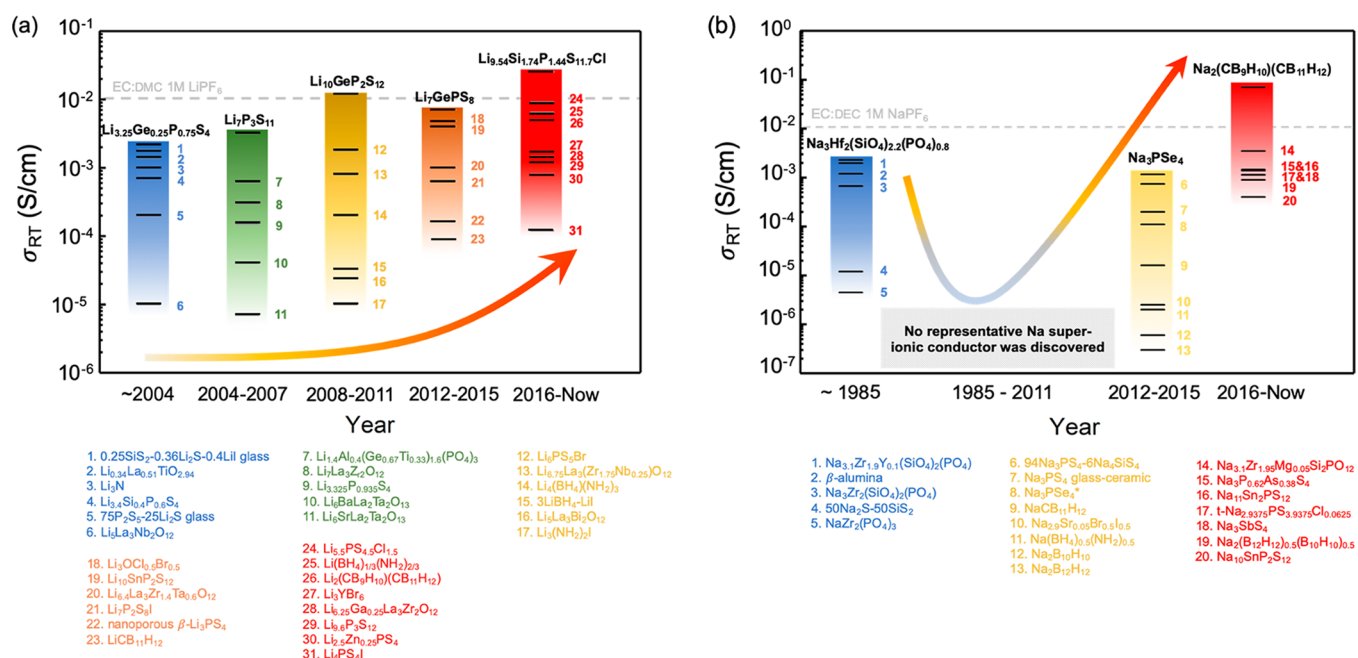 (a)
10⁻¹
10⁻²
10⁻³
10⁻⁴
10⁻⁵
10⁻⁶
σRT (S/cm)
EC:DMC 1M LiPF₆
Li₃.₂₅Ge₀.₂₅P₀.₇₅S₄
Li₇P₃S₁₁
Li₁₀GeP₂S₁₂
Li₇GePS₈
Li₉.₅₄Si₁.₇₄P₁.₄₄S₁₁.₇Cl
1
2
3
4
5
6
7
8
9
10
11
12
13
14
15
16
17
18
19
20
21
22
23
24
25
26
27
28
29
30
31
~2004
2004-2007
2008-2011
2012-2015
2016-Now
Year
1. 0.25SiS₂-0.36Li₂S-0.4LiI glass
2. Li₀.₃₄La₀.₅₁TiO₂.₉₄
3. Li₃N
4. Li₃.₄Si₀.₄P₀.₆S₄
5. 75P₂S₅-25Li₂S glass
6. Li₅La₃Nb₂O₁₂
7. Li₁.₄Al₀.₄(Ge₀.₆₇Ti₀.₃₃)₁.₆(PO₄)₃
8. Li₇La₃Z₂O₁₂
9. Li₃.₃₂₅P₀.₉₃₅S₄
10. Li₆BaLa₂Ta₂O₁₃
11. Li₆SrLa₂Ta₂O₁₃
12. Li₆PS₅Br
13. Li₆.₇₅La₃(Zr₁.₇₅Nb₀.₂₅)O₁₂
14. Li₄(BH₄)(NH₂)₃
15. 3LiBH₄-LiI
16. Li₅La₃Bi₂O₁₂
17. Li₃(NH₂)₂I
18. Li₃OCl₀.₅Br₀.₅
19. Li₁₀SnP₂S₁₂
20. Li₆.₄La₃Zr₁.₄Ta₀.₆O₁₂
21. Li₇P₂S₈I
22. nanoporous β-Li₃PS₄
23. LiCB₁₁H₁₂
24. Li₅.₅PS₄.₅Cl₁.₅
25. Li(BH₄)₁/₃(NH₂)₂/₃
26. Li₂(CB₉H₁₀)(CB₁₁H₁₂)
27. Li₃YBr₆
28. Li₆.₂₅Ga₀.₂₅La₃Zr₂O₁₂
29. Li₉.₆P₃S₁₂
30. Li₂.₅Zn₀.₂₅PS₄
31. Li₄PS₄I
(b)
10⁰
10⁻¹
10⁻²
10⁻³
10⁻⁴
10⁻⁵
10⁻⁶
10⁻⁷
σRT (S/cm)
EC:DEC 1M NaPF₆
Na₃Hf₂(SiO₄)₂.₂(PO₄)₀.₈
Na₃PSe₄
Na₂(CB₉H₁₀)(CB₁₁H₁₂)
1
2
3
4
5
6
7
8
9
10
11
12
13
14
15&16
17&18
19
20
No representative Na super-
ionic conductor was discovered
~ 1985
1985 - 2011
2012-2015
2016-Now
Year
1. Na₃.₁Zr₁.₉Y₀.₁(SiO₄)₂(PO₄)
2. β-alumina
3. Na₃Zr₂(SiO₄)₂(PO₄)
4. 50Na₂S-50SiS₂
5. NaZr₂(PO₄)₃
6. 94Na₃PS₄-6Na₄SiS₄
7. Na₃PS₄ glass-ceramic
8. Na₃PSe₄*
9. NaCB₁₁H₁₂
10. Na₂.₉Sr₀.₀₅Br₀.₅I₀.₅
11. Na(BH₄)₀.₅(NH₂)₀.₅
12. Na₂B₁₀H₁₀
13. Na₂B₁₂H₁₂
14. Na₃.₁Zr₁.₉₅Mg₀.₀₅Si₂PO₁₂
15. Na₃P₀.₆₂As₀.₃₈S₄
16. Na₁₁Sn₂PS₁₂
17. t-Na₂.₉₃₇₅PS₃.₉₃₇₅Cl₀.₀₆₂₅
18. Na₃SbS₄
19. Na₂(B₁₂H₁₂)₀.₅(B₁₀H₁₀)₀.₅
20. Na₁₀SnP₂S₁₂